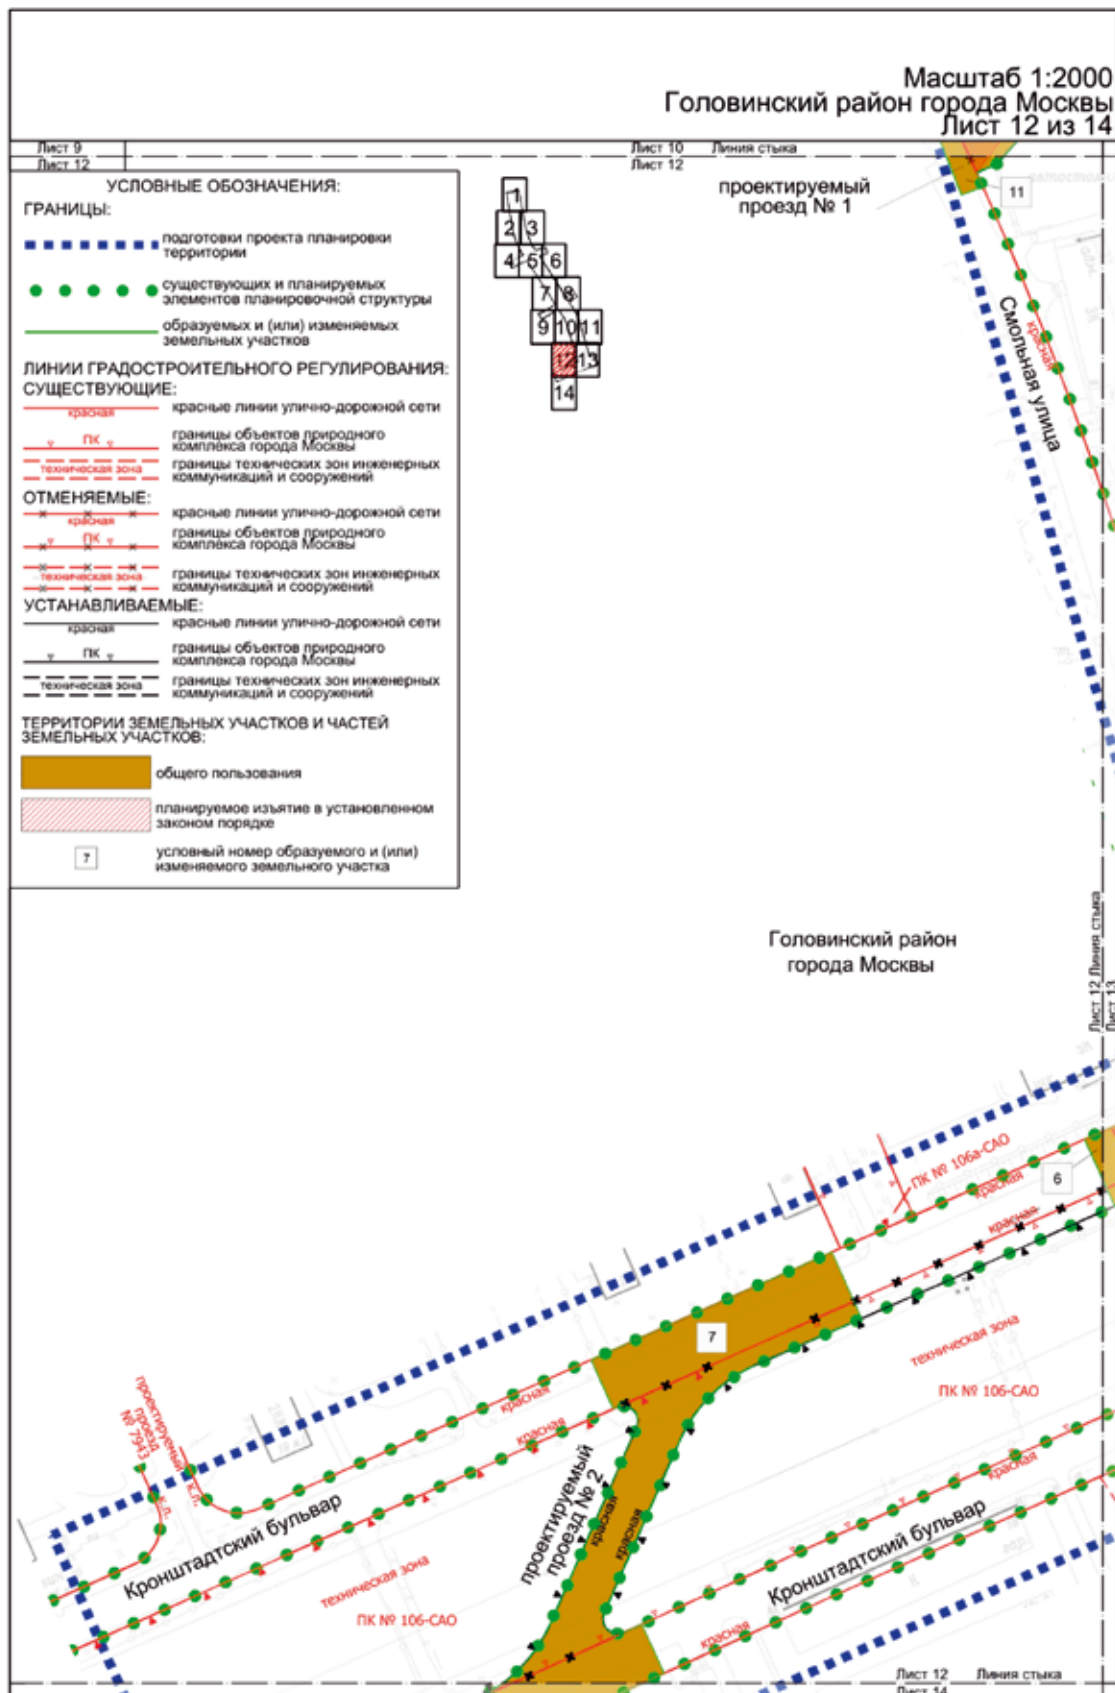 Масштаб 1:2000
Головинский район города Москвы
Лист 12 из 14
Лист 9
Лист 12
Лист 10 Линия стыка
Лист 12
УСЛОВНЫЕ ОБОЗНАЧЕНИЯ:
ГРАНИЦЫ:
подготовки проекта планировки
территории
существующих и планируемых
элементов планировочной структуры
образуемых и (или) изменяемых
земельных участков
ЛИНИИ ГРАДОСТРОИТЕЛЬНОГО РЕГУЛИРОВАНИЯ:
СУЩЕСТВУЮЩИЕ:
красная
красные линии улично-дорожной сети
ПК
границы объектов природного
комплекса города Москвы
техническая зона
границы технических зон инженерных
коммуникаций и сооружений
ОТМЕНЯЕМЫЕ:
красная
красные линии улично-дорожной сети
ПК
границы объектов природного
комплекса города Москвы
техническая зона
границы технических зон инженерных
коммуникаций и сооружений
УСТАНАВЛИВАЕМЫЕ:
красная
красные линии улично-дорожной сети
ПК
границы объектов природного
комплекса города Москвы
техническая зона
границы технических зон инженерных
коммуникаций и сооружений
ТЕРРИТОРИИ ЗЕМЕЛЬНЫХ УЧАСТКОВ И ЧАСТЕЙ
ЗЕМЕЛЬНЫХ УЧАСТКОВ:
общего пользования
планируемое изъятие в установленном
законом порядке
7
условный номер образуемого и (или)
изменяемого земельного участка
1
2 3
4 5 6
7 8
9 10 11
12 13
14
проектируемый
проезд № 1
11
Смольная улица
красная
Головинский район
города Москвы
Лист 12 Линия стыка
Лист 13
ПК № 106а-САО
красная
6
красная
7
техническая зона
ПК № 106-САО
красная
красная
проектируемый
проезд
№ 7943
к.л.
к.л.
Кронштадтский бульвар
проектируемый
проезд № 2
красная
красная
техническая зона
ПК № 106-САО
красная
Кронштадтский бульвар
красная
Лист 12 Линия стыка
Лист 14